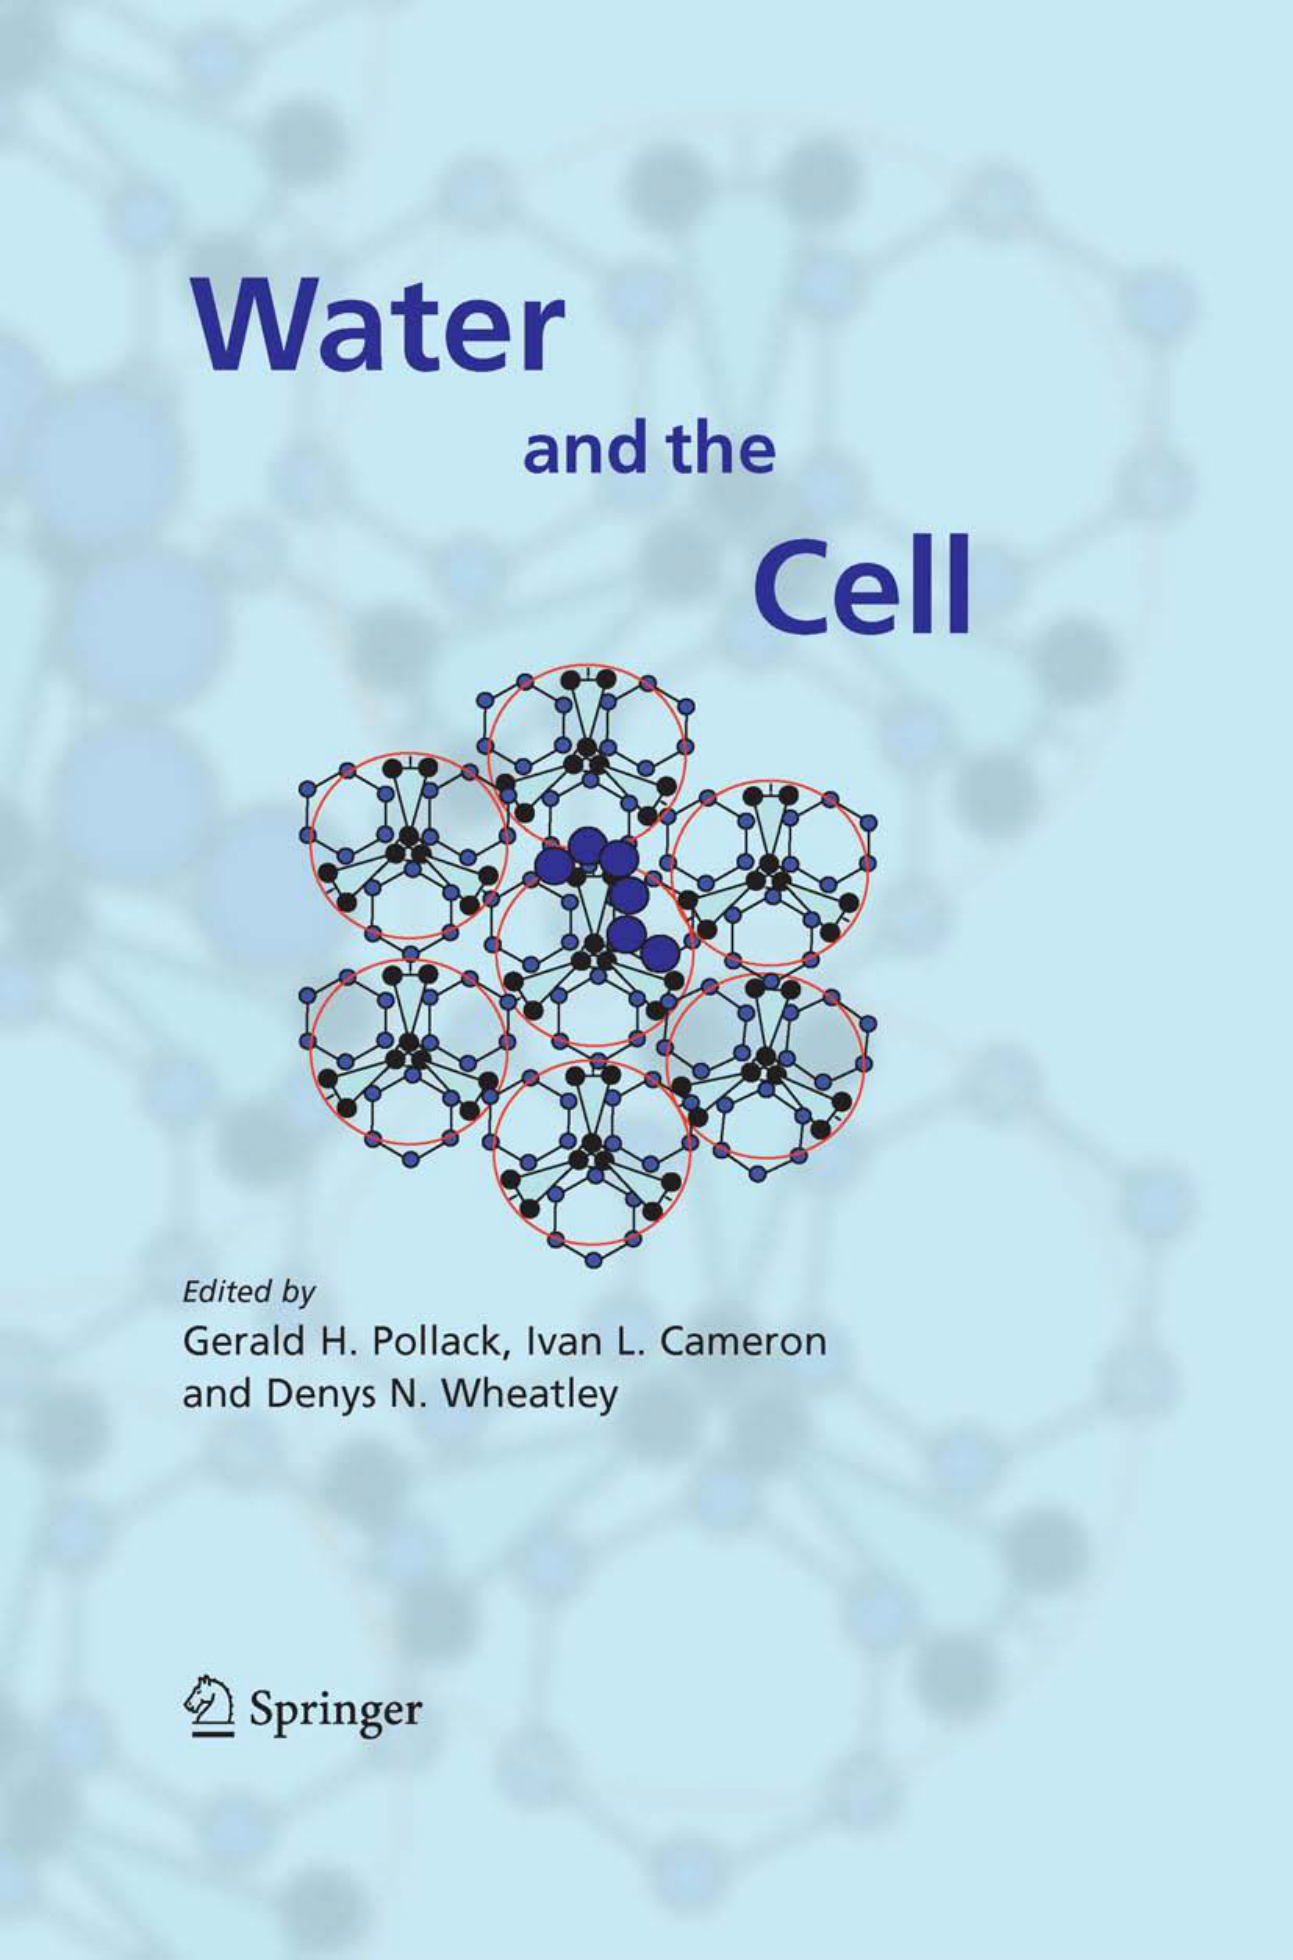 Water
and the
Cell
Edited by
Gerald H. Pollack, Ivan L. Cameron
and Denys N. Wheatley
Springer